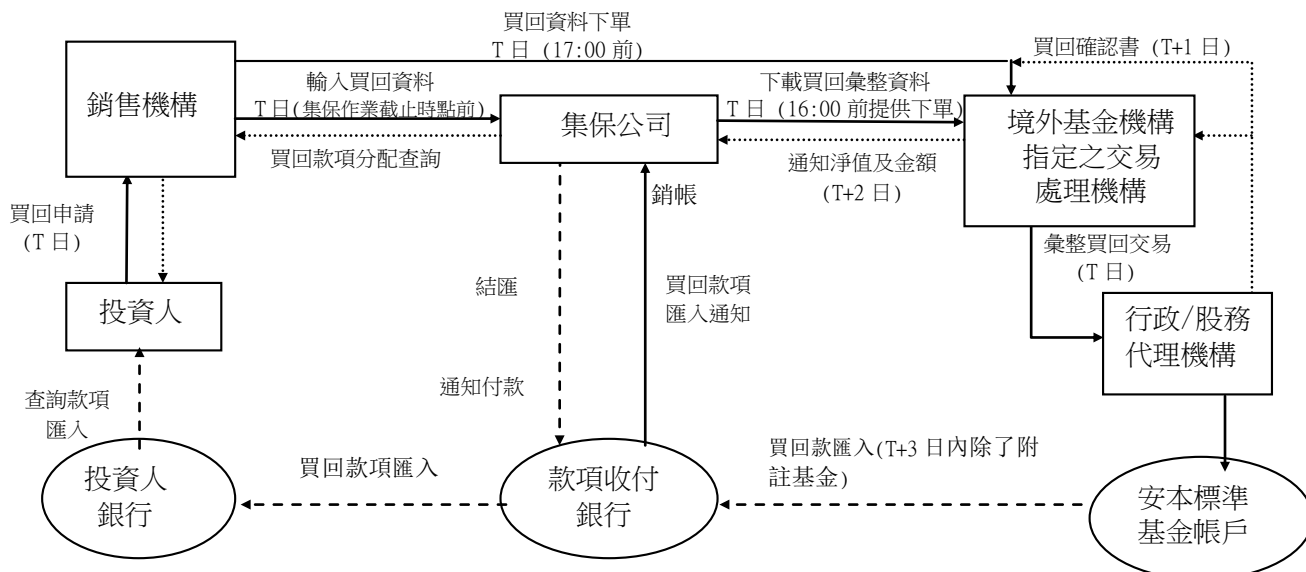 買回資料下單
T 日 (17:00 前)
買回確認書 (T+1 日)
銷售機構
輸入買回資料
T 日(集保作業截止時點前)
集保公司
下載買回彙整資料
T 日 (16:00 前提供下單)
境外基金機構
指定之交易
處理機構
買回款項分配查詢
通知淨值及金額
(T+2 日)
買回申請
(T 日)
銷帳
彙整買回交易
(T 日)
投資人
結匯
買回款項
匯入通知
行政/股務
代理機構
通知付款
查詢款項
匯入
投資人
銀行
買回款項匯入
款項收付
銀行
買回款匯入(T+3 日內除了附
註基金)
安本標準
基金帳戶